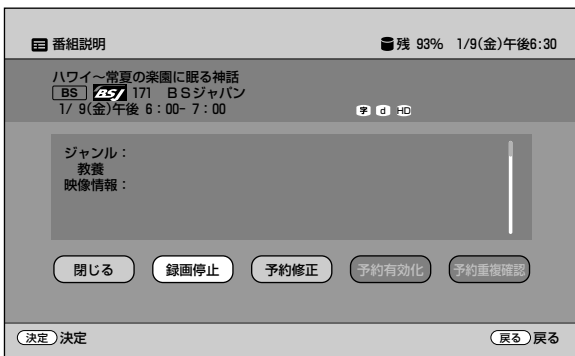 番組説明 残 93% 1/9(金)午後6:30
ハワイ～常夏の楽園に眠る神話
BS BSJ 171 BSジャパン
1/ 9(金)午後 6：00- 7：00 字 d HD
ジャンル：
教養
映像情報：
閉じる 録画停止 予約修正 予約有効化 予約重複確認
決定 決定 戻る 戻る